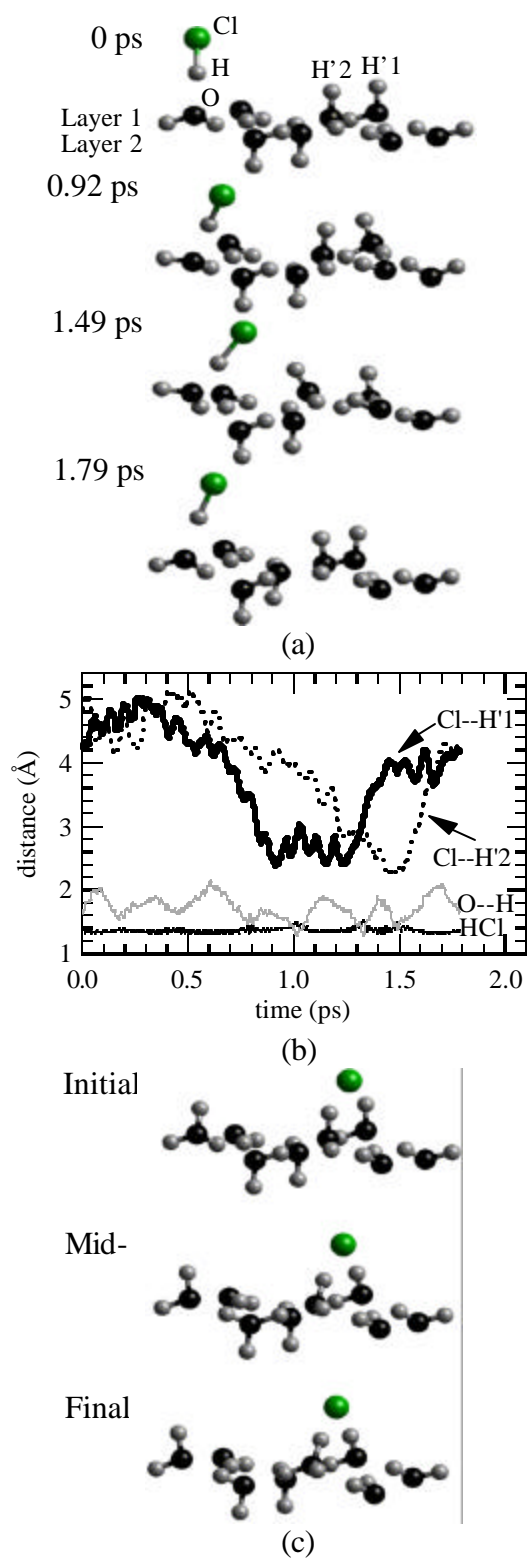 0 ps
Cl
H
H'2 H'1
O
Layer 1
Layer 2
0.92 ps
1.49 ps
1.79 ps
(a)
5
4
3
2
1
distance (Å)
Cl--H'1
Cl--H'2
O--H
HCl
0.0 0.5 1.0 1.5 2.0
time (ps)
(b)
Initial
Mid-
Final
(c)